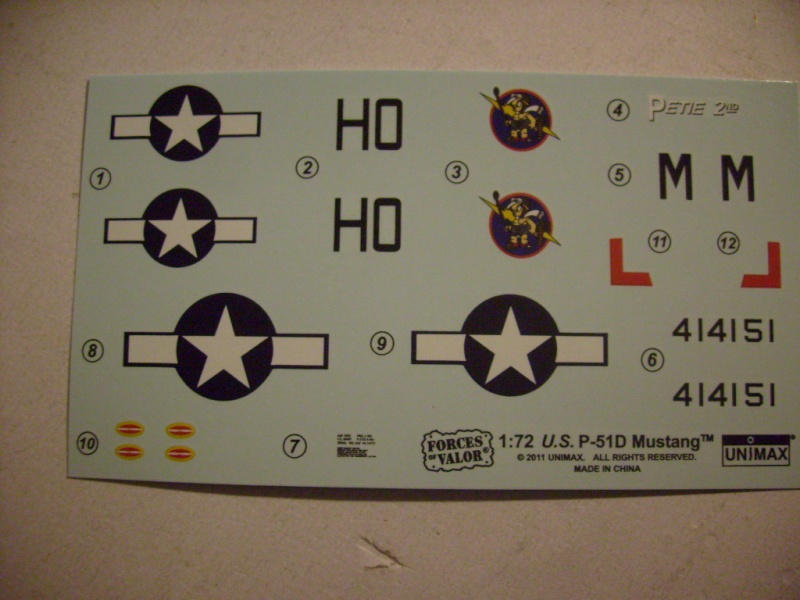 1
HO
2
3
4
PETIE 2ND
5
M M
HO
11
12
8
9
6
414151
414151
10
7
FORCES
OF VALOR®
1:72 U.S. P-51D Mustang™
© 2011 UNIMAX. ALL RIGHTS RESERVED.
MADE IN CHINA
UNIMAX®